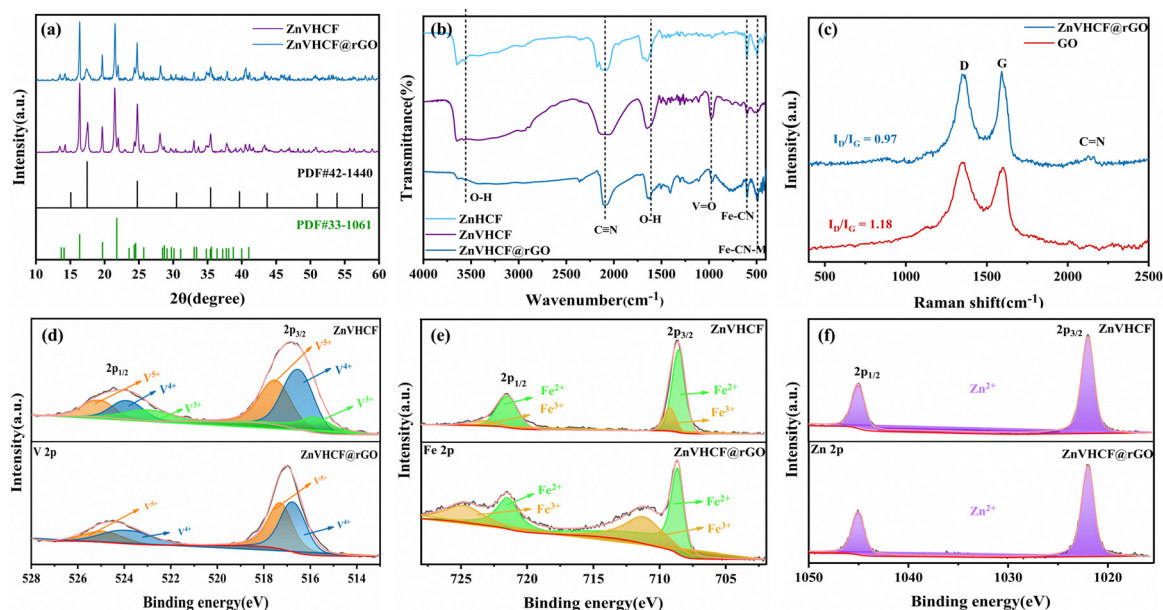 (a)
ZnVHCF
ZnVHCF@rGO
PDF#42-1440
PDF#33-1061
Intensity(a.u.)
10 15 20 25 30 35 40 45 50 55 60
2θ(degree)
(b)
O-H
C≡N
O-H
V=O
Fe-CN
Fe-CN-M
ZnHCF
ZnVHCF
ZnVHCF@rGO
Transmittance(%)
4000 3500 3000 2500 2000 1500 1000 500
Wavenumber(cm-1)
(c)
ZnVHCF@rGO
GO
D
G
C≡N
ID/IG = 0.97
ID/IG = 1.18
Intensity(a.u.)
500 1000 1500 2000 2500
Raman shift(cm-1)
(d)
ZnVHCF
2p3/2
2p1/2
V5+
V4+
V3+
V5+
V4+
V3+
V 2p
ZnVHCF@rGO
V5+
V4+
V5+
V4+
Intensity(a.u.)
528 526 524 522 520 518 516 514
Binding energy(eV)
(e)
2p3/2 ZnVHCF
2p1/2
Fe2+
Fe3+
Fe2+
Fe3+
Fe 2p
ZnVHCF@rGO
Fe2+
Fe3+
Fe2+
Fe3+
Intensity(a.u.)
725 720 715 710 705
Binding energy(eV)
(f)
2p3/2 ZnVHCF
2p1/2
Zn2+
Zn 2p
ZnVHCF@rGO
Zn2+
Intensity(a.u.)
1050 1040 1030 1020
Binding energy(eV)